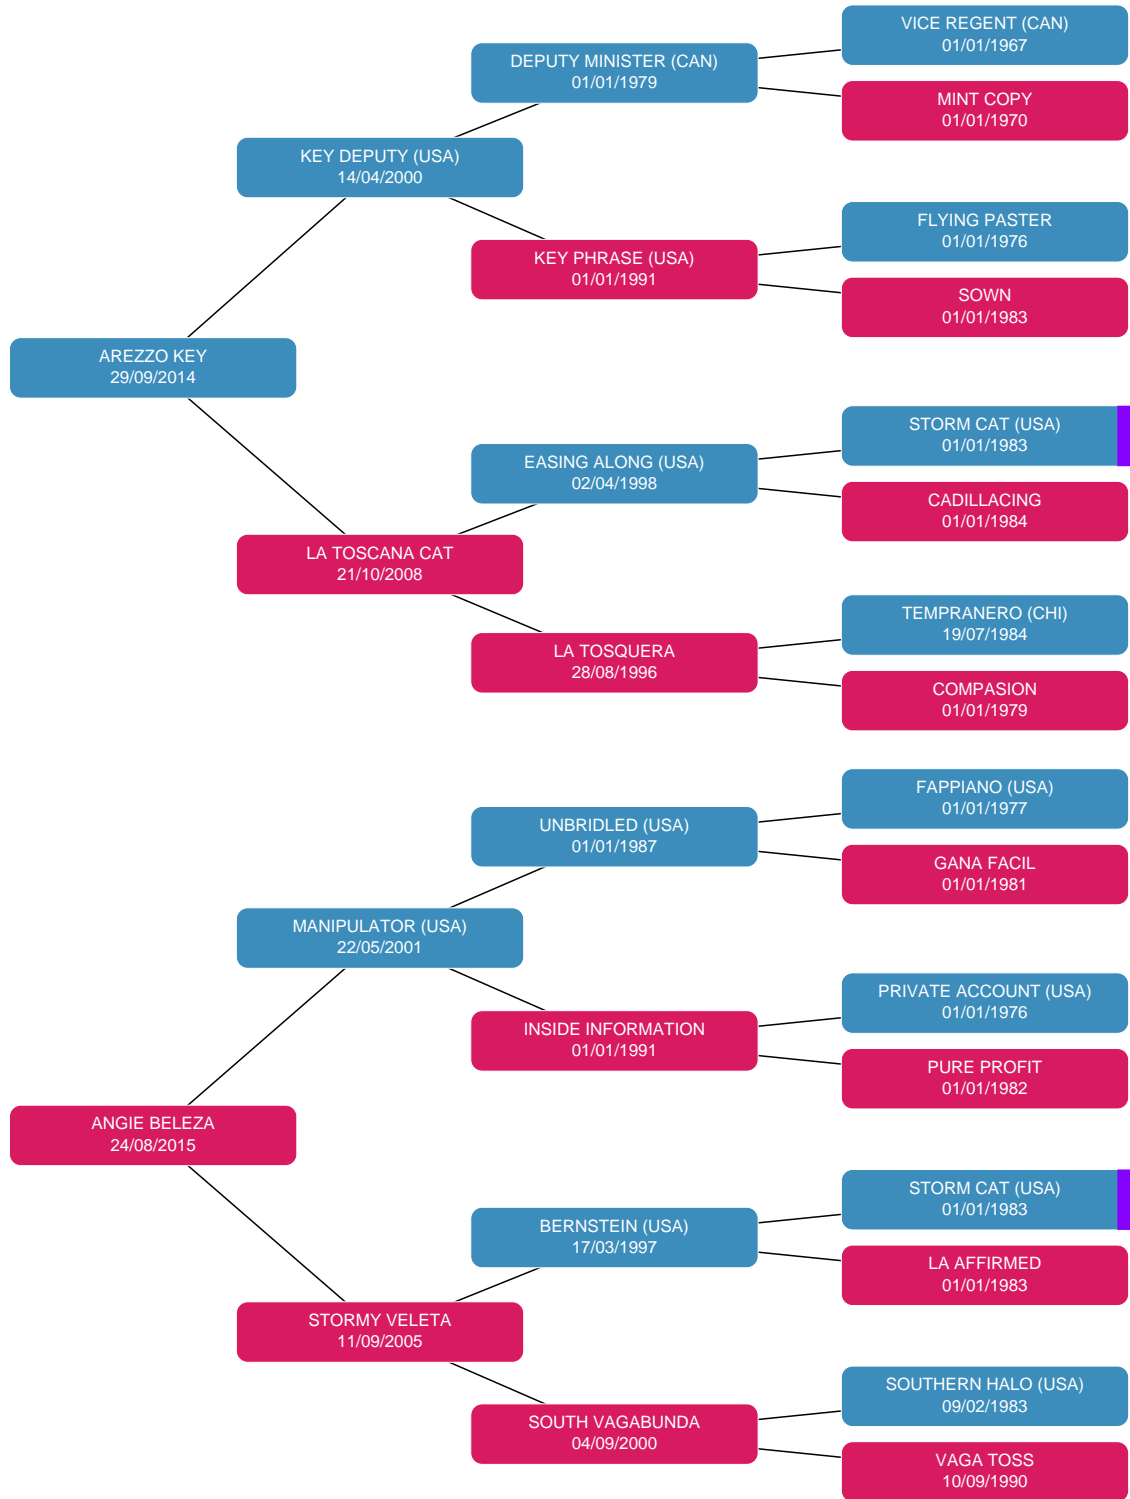 VICE REGENT (CAN)
01/01/1967
DEPUTY MINISTER (CAN)
01/01/1979
MINT COPY
01/01/1970
KEY DEPUTY (USA)
14/04/2000
FLYING PASTER
01/01/1976
KEY PHRASE (USA)
01/01/1991
SOWN
01/01/1983
AREZZO KEY
29/09/2014
STORM CAT (USA)
01/01/1983
EASING ALONG (USA)
02/04/1998
CADILLACING
01/01/1984
LA TOSCANA CAT
21/10/2008
TEMPRANERO (CHI)
19/07/1984
LA TOSQUERA
28/08/1996
COMPASION
01/01/1979
FAPPIANO (USA)
01/01/1977
UNBRIDLED (USA)
01/01/1987
GANA FACIL
01/01/1981
MANIPULATOR (USA)
22/05/2001
PRIVATE ACCOUNT (USA)
01/01/1976
INSIDE INFORMATION
01/01/1991
PURE PROFIT
01/01/1982
ANGIE BELEZA
24/08/2015
STORM CAT (USA)
01/01/1983
BERNSTEIN (USA)
17/03/1997
LA AFFIRMED
01/01/1983
STORMY VELETA
11/09/2005
SOUTHERN HALO (USA)
09/02/1983
SOUTH VAGABUNDA
04/09/2000
VAGA TOSS
10/09/1990